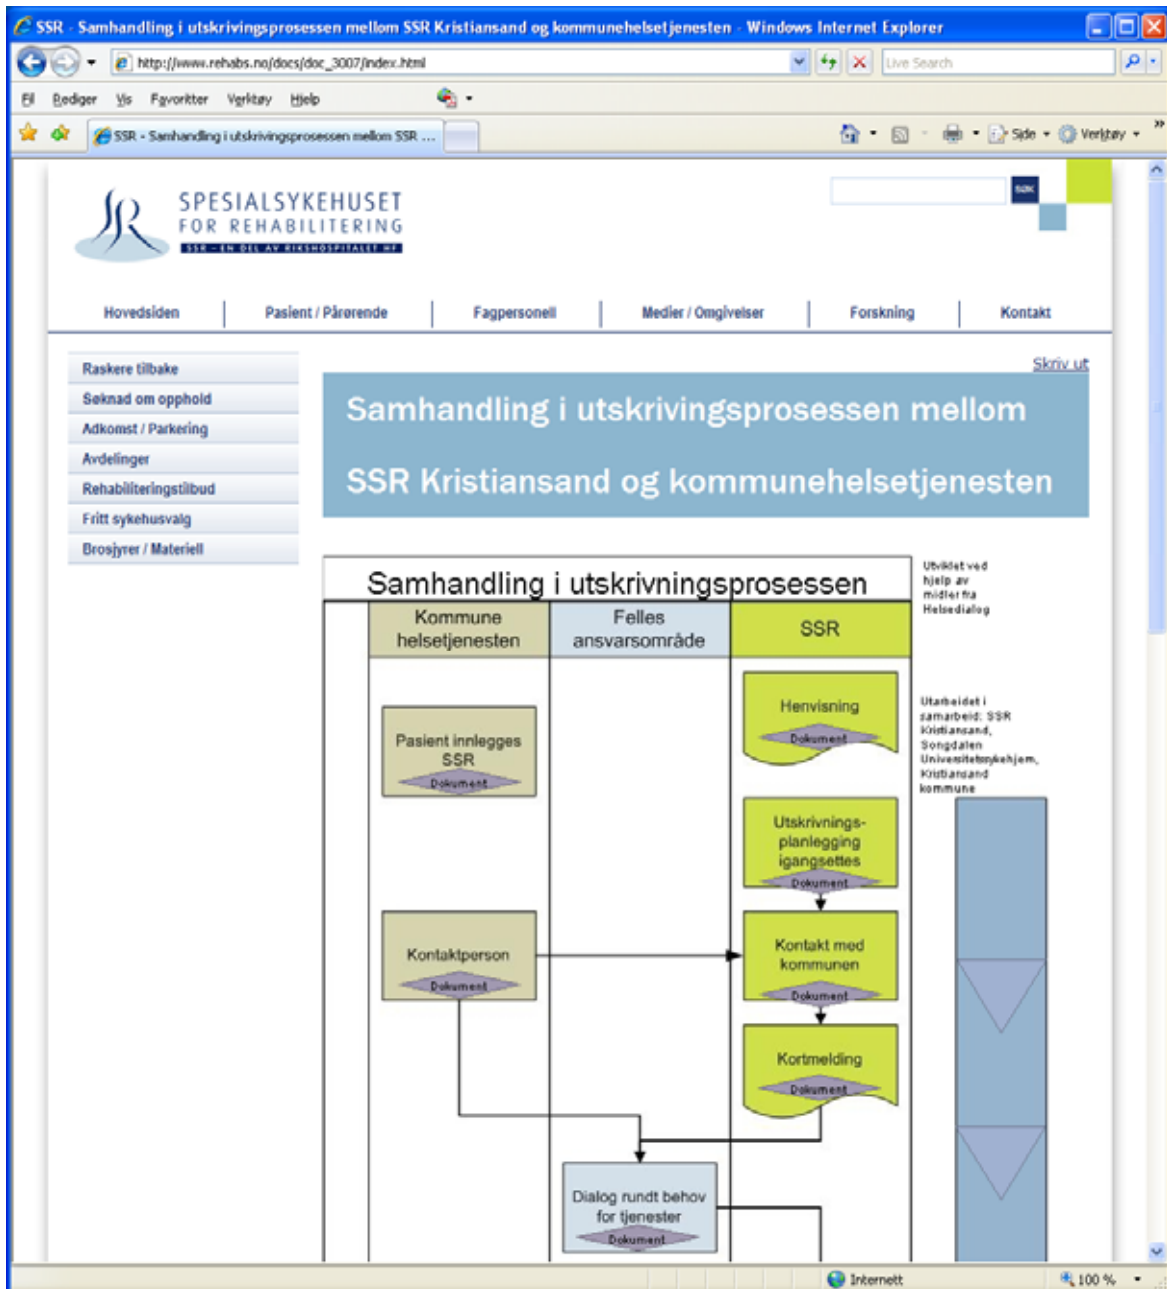 SSR - Samhandling i utskrivingsprosessen mellom SSR Kristiansand og kommunehelsetjenesten - Windows Internet Explorer
http://www.rehabs.no/docs/doc_3007/index.html
Live Search
Fil Rediger Vis Favoritter Verktøy Hjelp
SSR - Samhandling i utskrivingsprosessen mellom SSR ...
Side
Verktøy
SPESIALSYKEHUSET
FOR REHABILITERING
SSR - EN DEL AV RIKSHOSPITALET HF
SØK
Hovedsiden
Pasient / Pårørende
Fagpersonell
Medier / Omgivelser
Forskning
Kontakt
Raskere tilbake
Søknad om opphold
Adkomst / Parkering
Avdelinger
Rehabiliteringstilbud
Fritt sykehusvalg
Brosjyrer / Materiell
Skriv ut
Samhandling i utskrivingsprosessen mellom
SSR Kristiansand og kommunehelsetjenesten
Samhandling i utskrivningsprosessen
Utviklet ved
hjelp av
midler fra
Helsedialog
Kommune
helsetjenesten
Felles
ansvarsområde
SSR
Henvisning
Dokument
Utarbeidet i
samarbeid: SSR
Kristiansand,
Songdalen
Universitetssykehjem,
Kristiansand
kommune
Pasient innlegges
SSR
Dokument
Utskrivnings-
planlegging
igangsettes
Dokument
Kontaktperson
Dokument
Kontakt med
kommunen
Dokument
Kortmelding
Dokument
Dialog rundt behov
for tjenester
Dokument
Internett
100 %